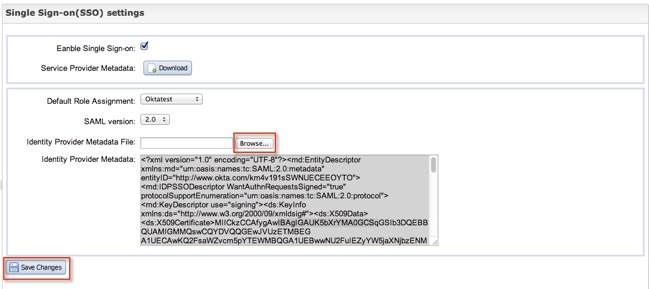 Single Sign-on(SSO) settings
Eanble Single Sign-on:
Service Provider Metadata: Download
Default Role Assignment: Oktatest
SAML version: 2.0
Identity Provider Metadata File: Browse...
Identity Provider Metadata: <?xml version="1.0" encoding="UTF-8"?><md:EntityDescriptor
xmlns:md="urn:oasis:names:tc:SAML:2.0:metadata"
entityID="http://www.okta.com/km4v191sSWNUECEEOYTO">
<md:IDPSSODescriptor WantAuthnRequestsSigned="true"
protocolSupportEnumeration="urn:oasis:names:tc:SAML:2.0:protocol">
<md:KeyDescriptor use="signing"><ds:KeyInfo
xmlns:ds="http://www.w3.org/2000/09/xmldsig#"><ds:X509Data>
<ds:X509Certificate>MIICkzCCAfygAwIBAgIGAUK5bXrYMA0GCSqGSIb3DQEBB
QUAMIGMMQswCQYDVQQGEwJVUzETMBEG
A1UECAwKQ2FsaWZvcm5pYTEWMBQGA1UEBwwNU2FuIEZyYW5jaXNjbzENM
Save Changes